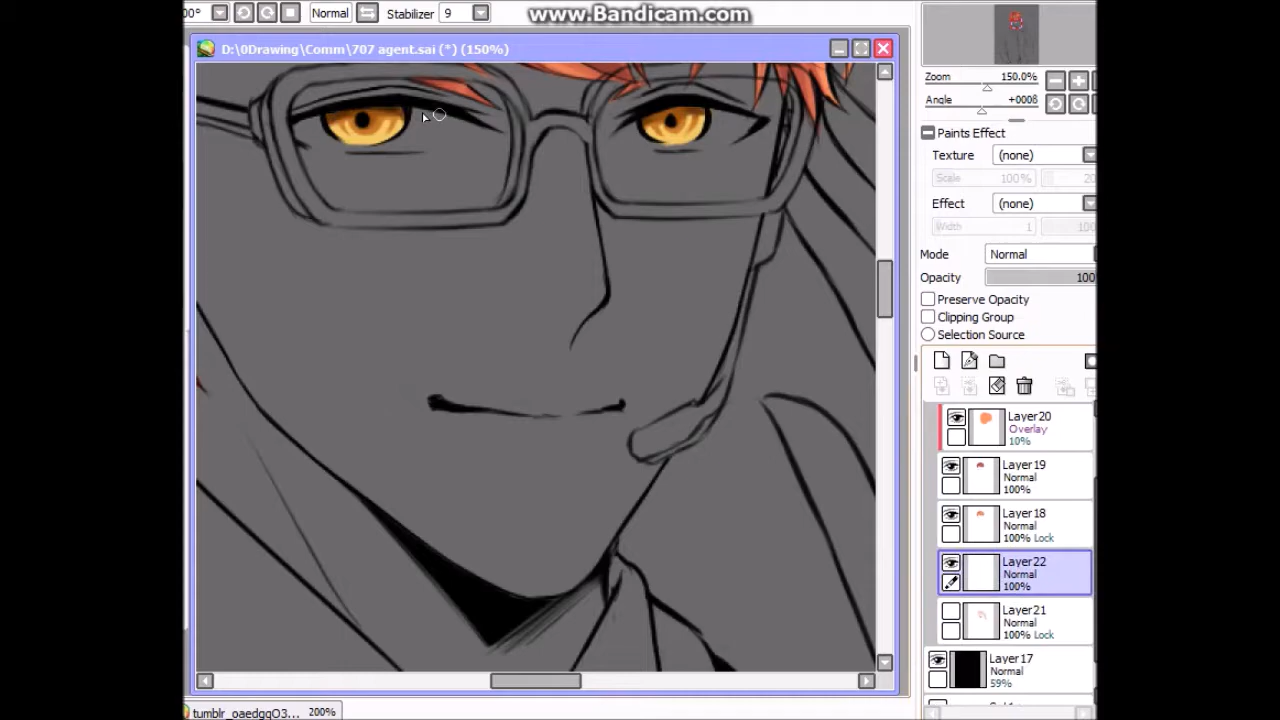 00°
Normal
Stabilizer 9
www.Bandicam.com
D:\0Drawing\Comm\707 agent.sai (*) (150%)
Zoom 150.0%
Angle +000ß
Paints Effect
Texture (none)
Scale 100% 20
Effect (none)
Width 1 100
Mode Normal
Opacity 100
Preserve Opacity
Clipping Group
Selection Source
Layer20
Overlay
10%
Layer19
Normal
100%
Layer18
Normal
100% Lock
Layer22
Normal
100%
Layer21
Normal
100% Lock
Layer17
Normal
59%
tumblr_oaedgqO3... 200%